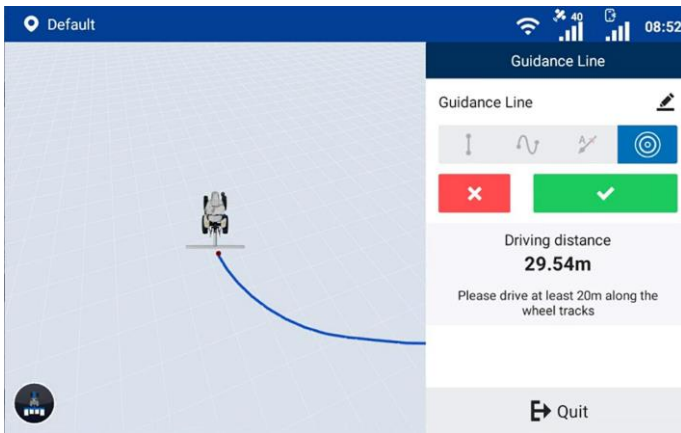 Default
40
08:52
Guidance Line
Guidance Line
A
Driving distance
29.54m
Please drive at least 20m along the
wheel tracks
Quit